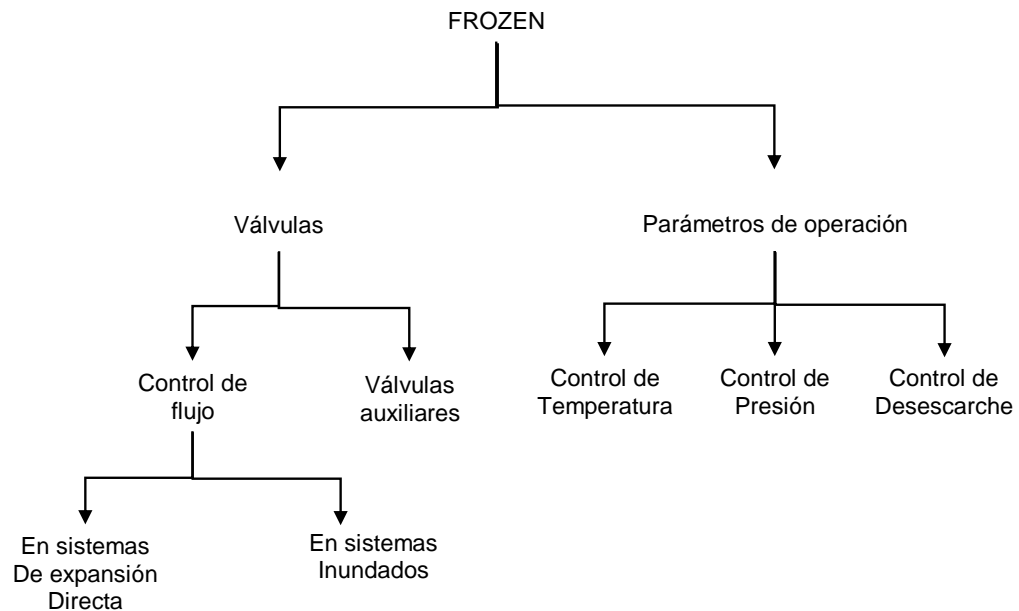 FROZEN
Válvulas
Parámetros de operación
Control de
flujo
Válvulas
auxiliares
Control de
Temperatura
Control de
Presión
Control de
Desescarche
En sistemas
De expansión
Directa
En sistemas
Inundados